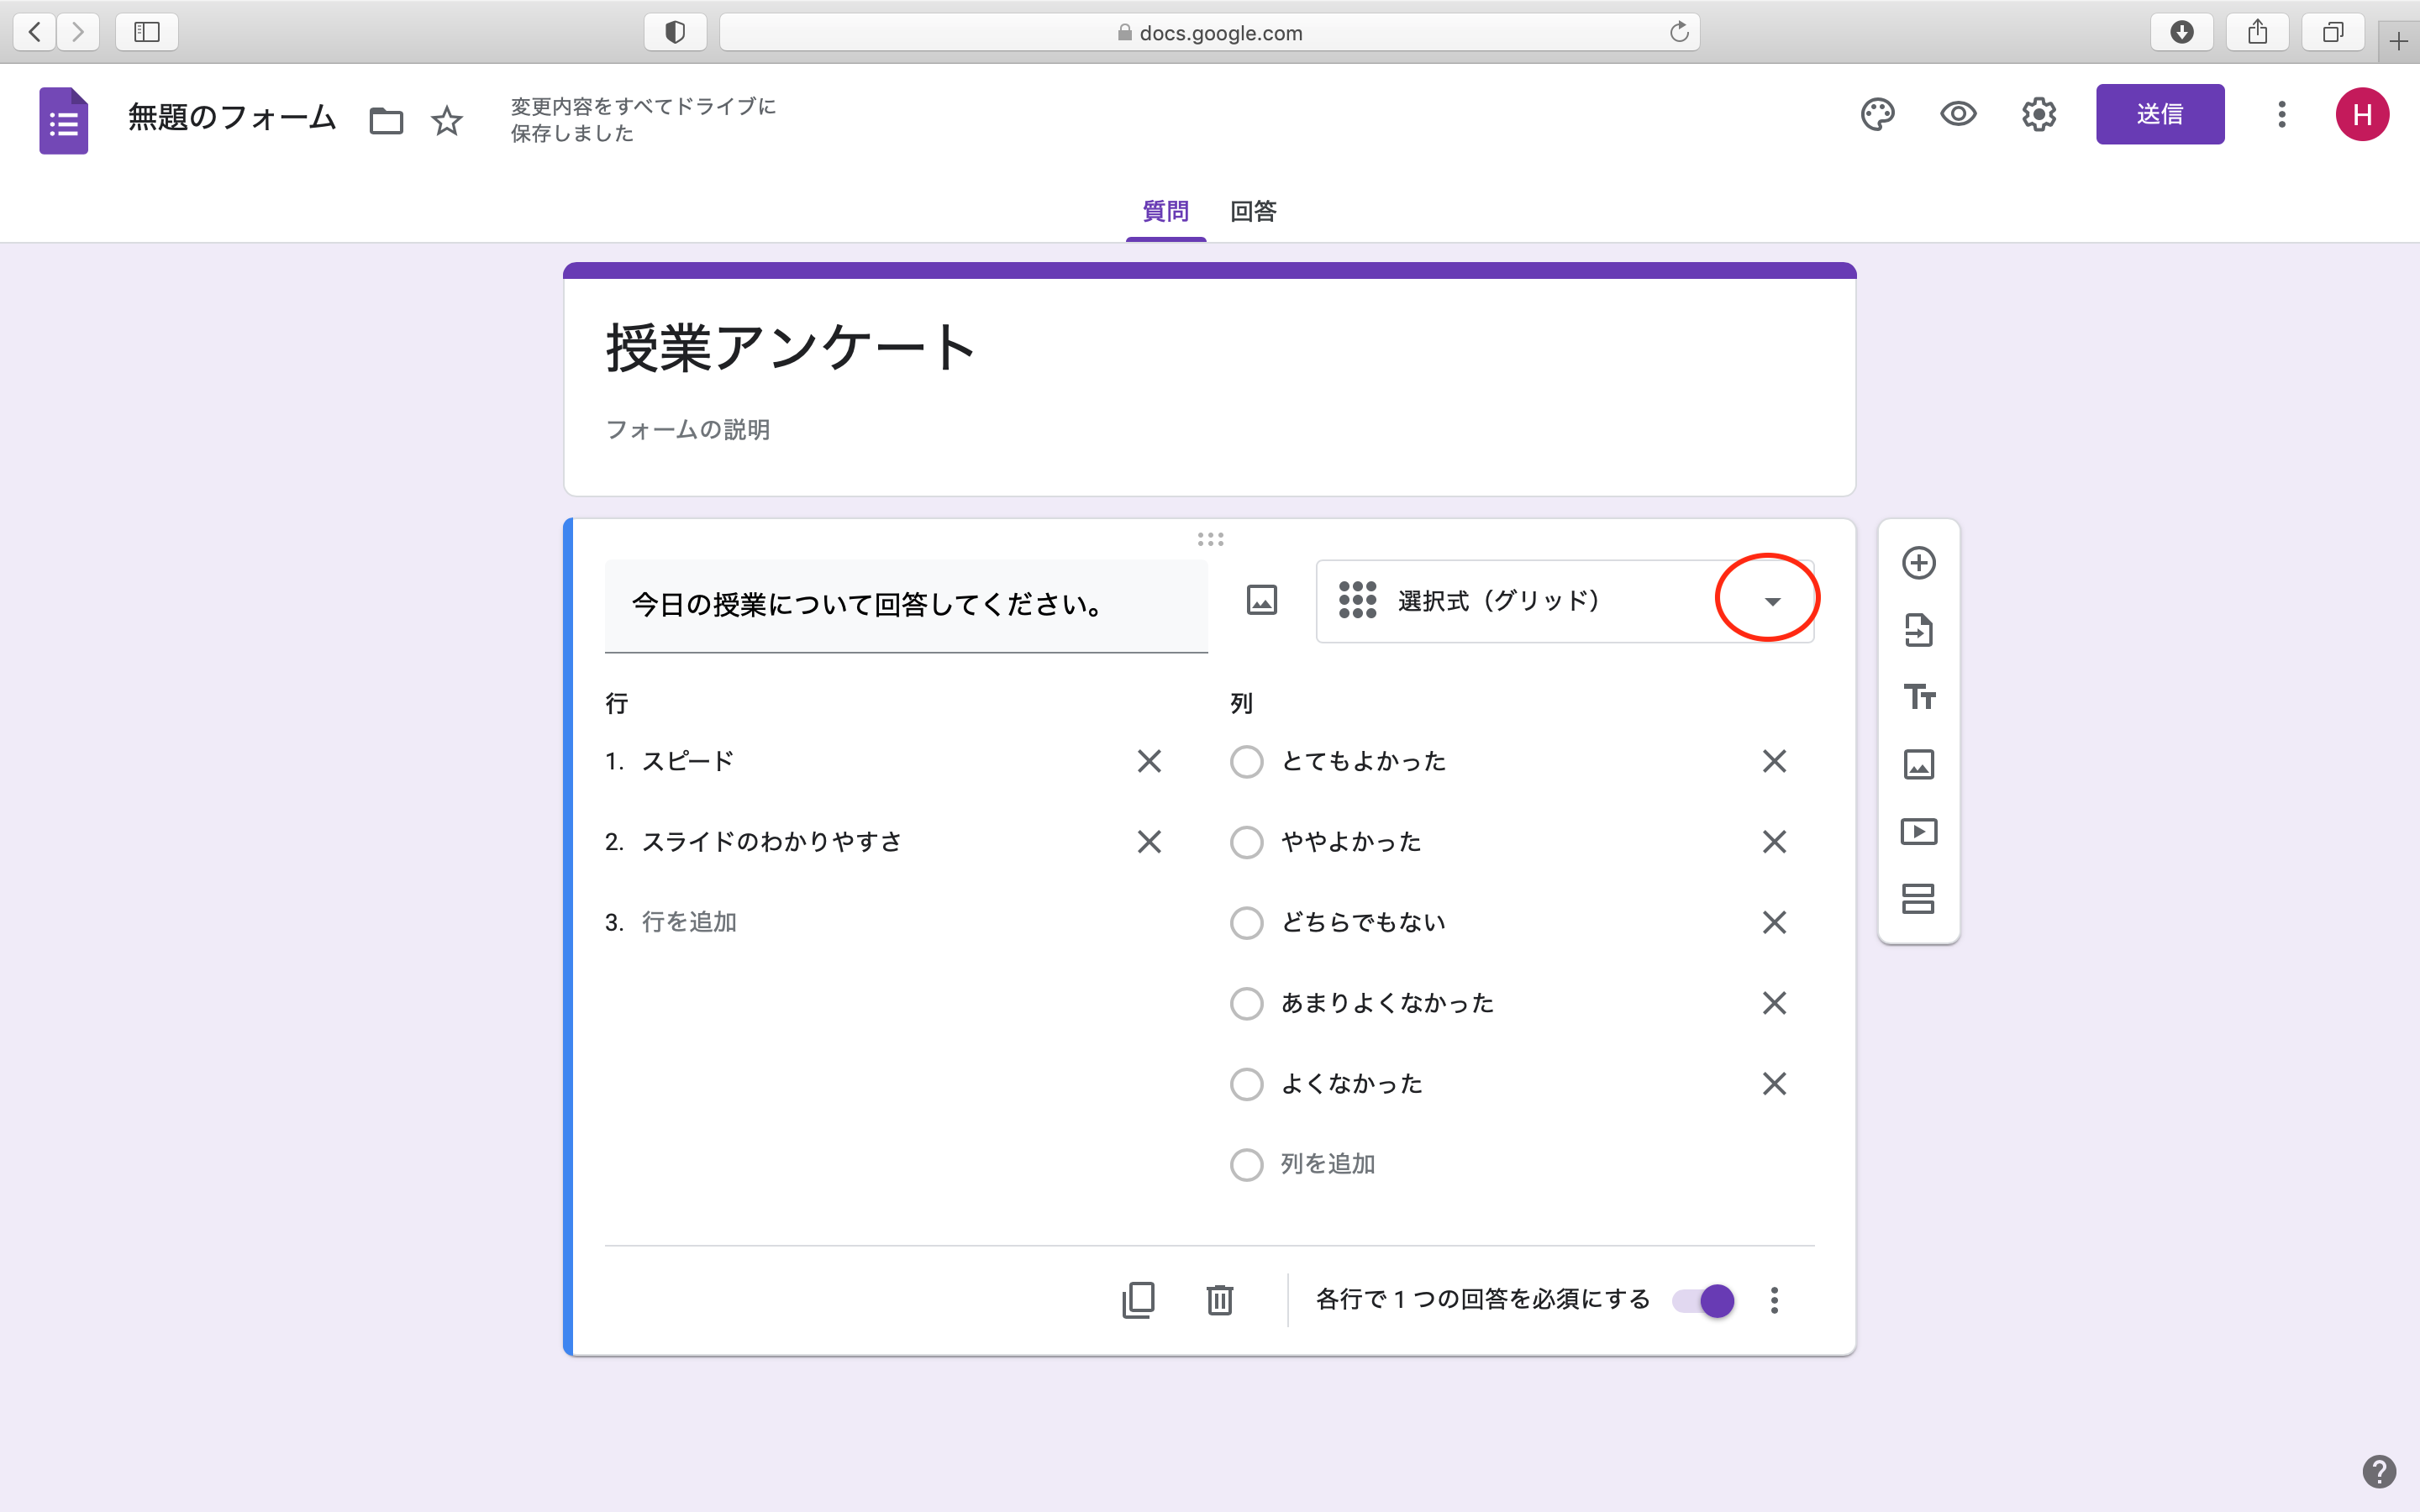 docs.google.com
無題のフォーム
変更内容をすべてドライブに
保存しました
送信
H
質問
回答
授業アンケート
フォームの説明
今日の授業について回答してください。
選択式（グリッド）
行
列
1. スピード
とてもよかった
2. スライドのわかりやすさ
ややよかった
3. 行を追加
どちらでもない
あまりよくなかった
よくなかった
列を追加
各行で 1 つの回答を必須にする